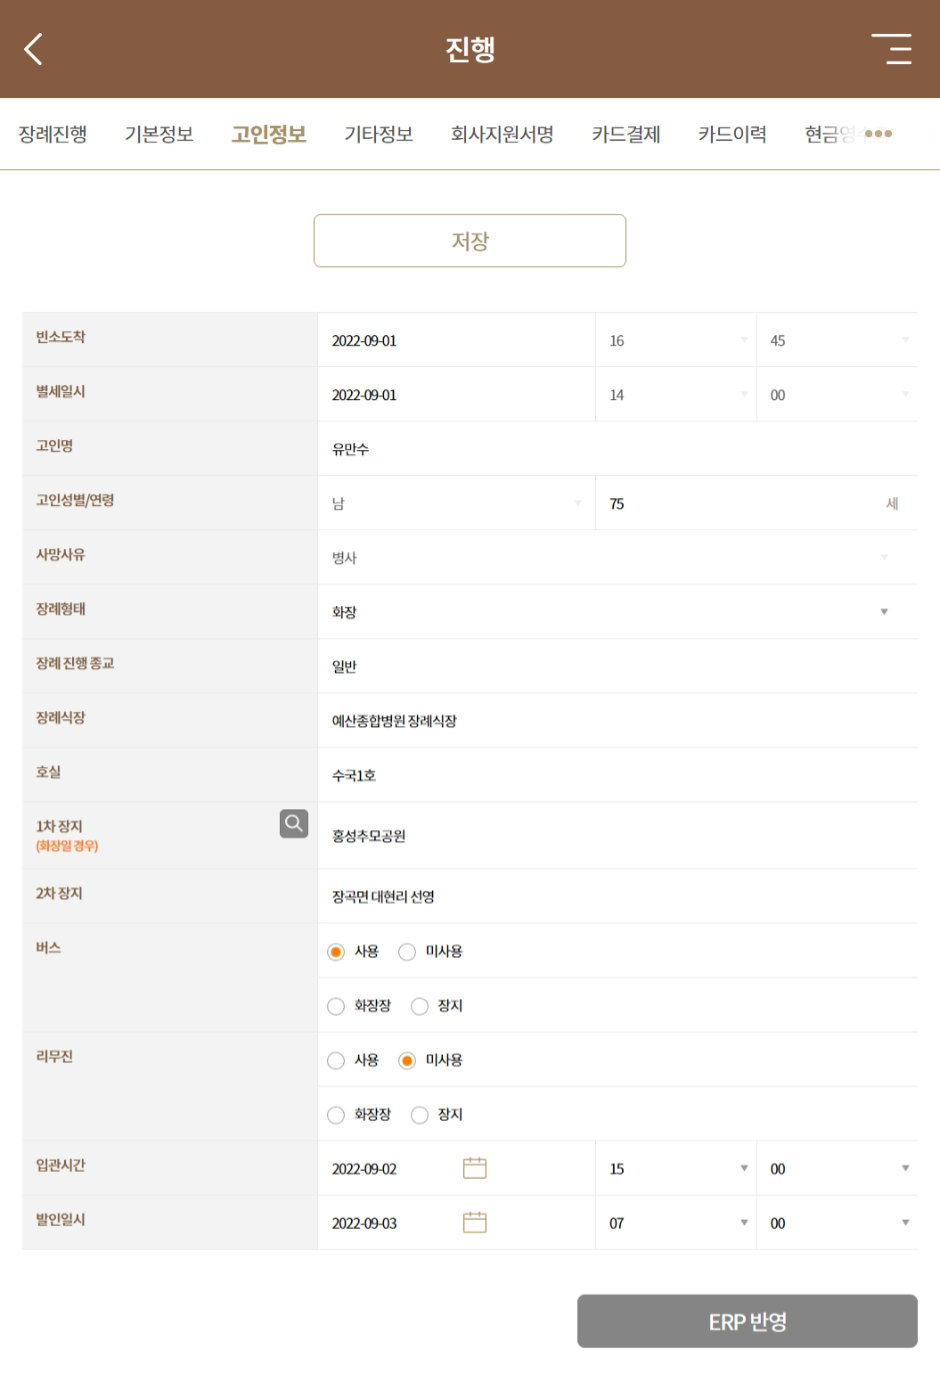 진행
장례진행 기본정보 고인정보 기타정보 회사지원서명 카드결제 카드이력 현금영수
저장
빈소도착 2022-09-01 16 45
별세일시 2022-09-01 14 00
고인명 유만수
고인성별/연령 남 75 세
사망사유 병사
장례형태 화장
장례 진행 종교 일반
장례식장 예산종합병원 장례식장
호실 수국1호
1차 장지
(화장일 경우) 홍성추모공원
2차 장지 장곡면 대현리 선영
버스 사용 미사용
화장장 장지
리무진 사용 미사용
화장장 장지
입관시간 2022-09-02 15 00
발인일시 2022-09-03 07 00
ERP 반영